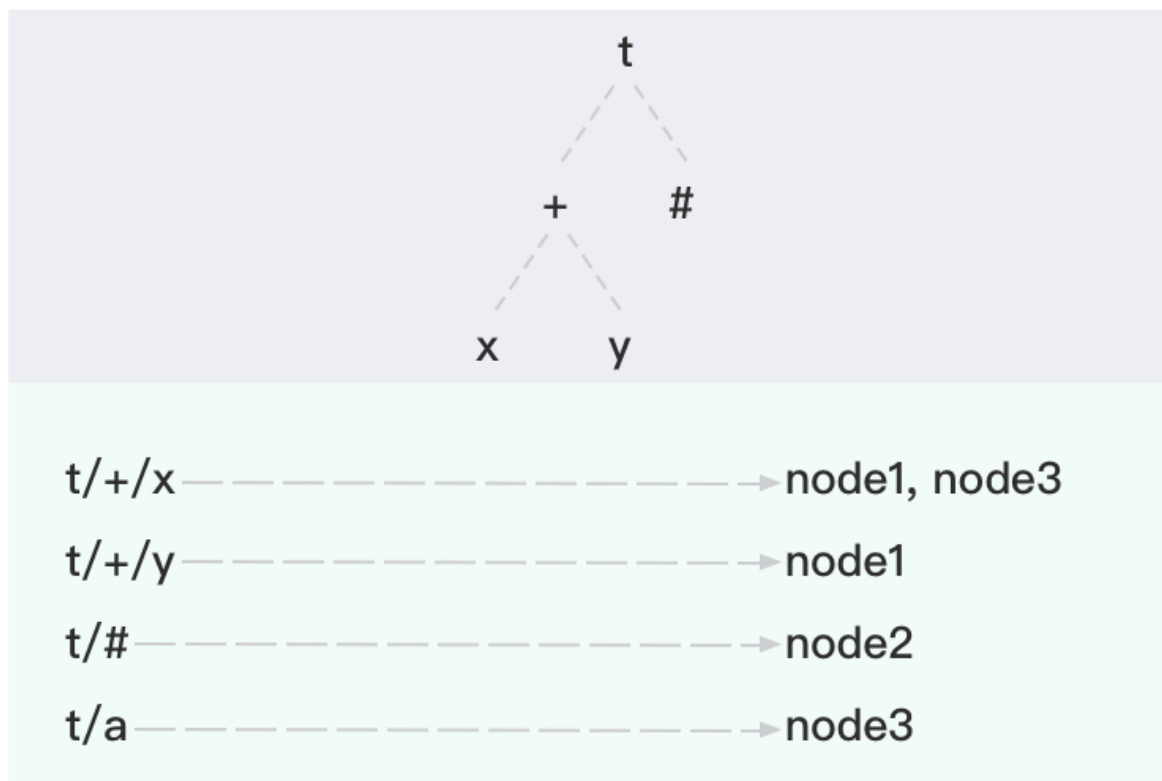 t
+ #
x y
t/+/x node1, node3
t/+/y node1
t/# node2
t/a node3